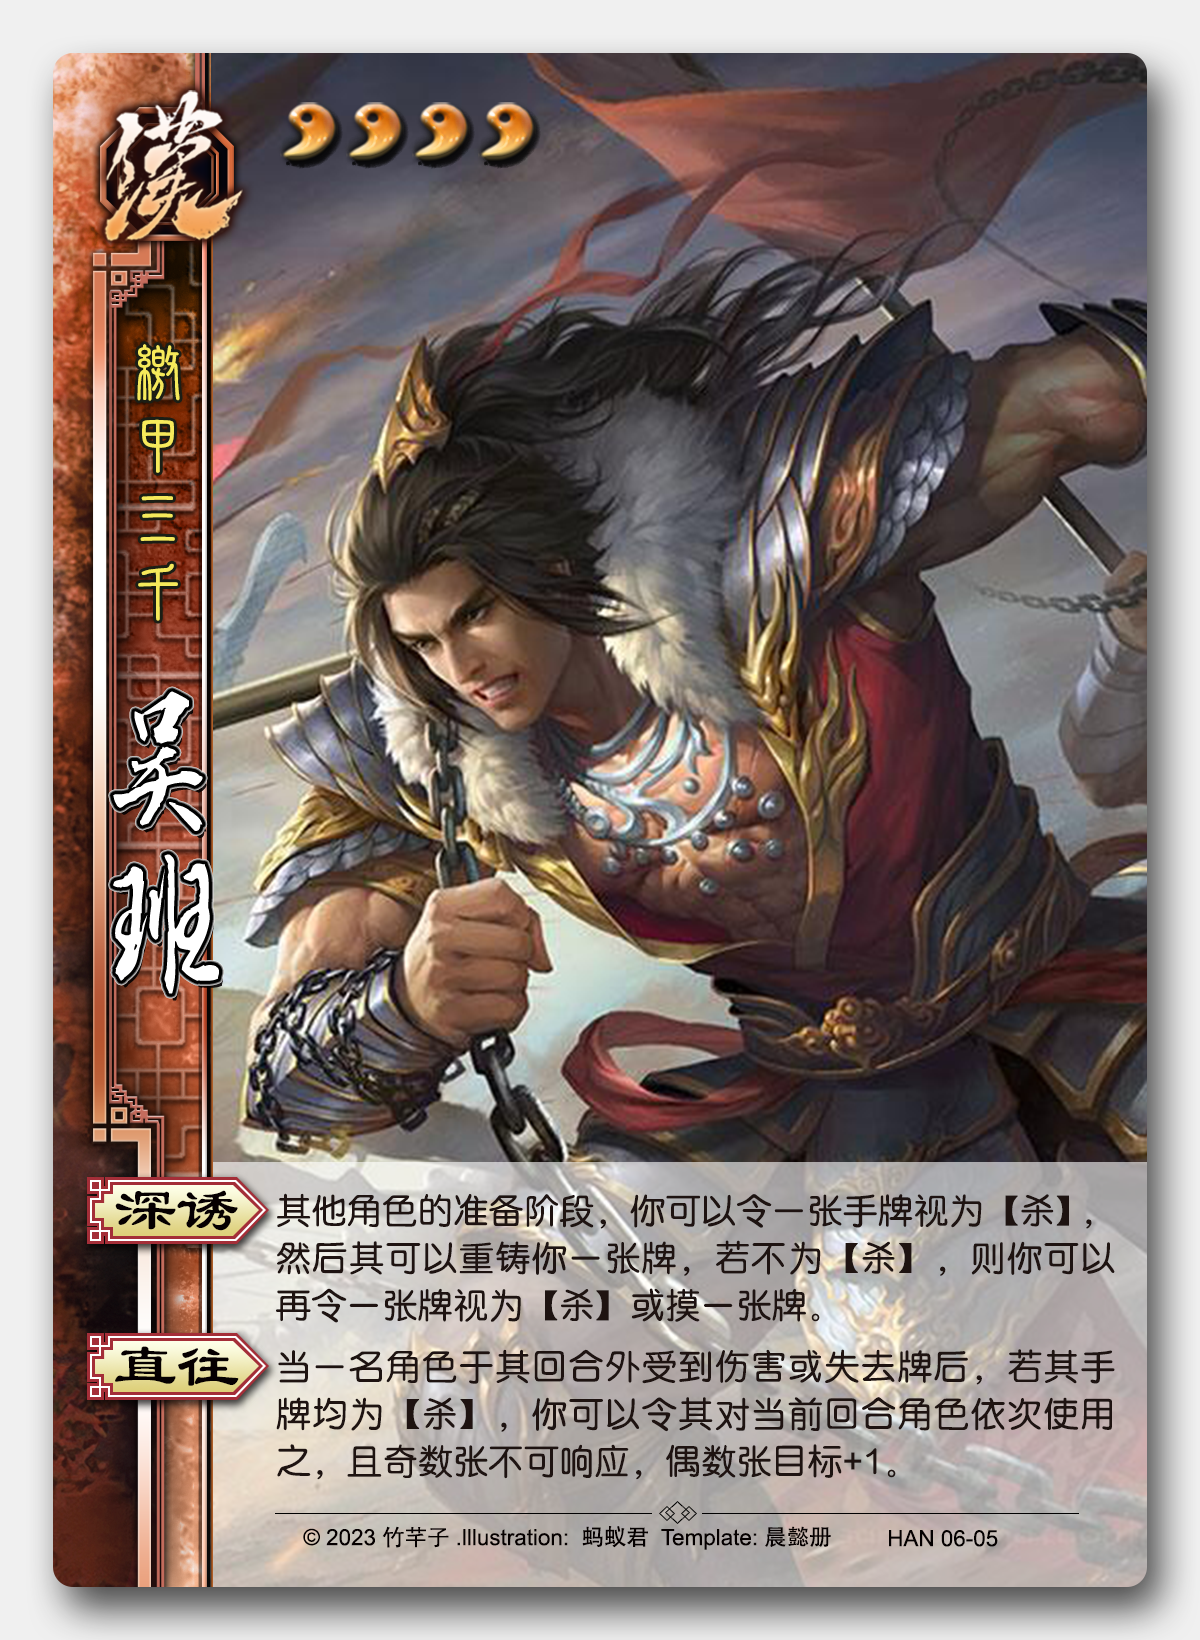 漢
繳甲三千
吴班
深诱
其他角色的准备阶段，你可以令一张手牌视为【杀】，
然后其可以重铸你一张牌，若不为【杀】，则你可以
再令一张牌视为【杀】或摸一张牌。
直往
当一名角色于其回合外受到伤害或失去牌后，若其手
牌均为【杀】，你可以令其对当前回合角色依次使用
之，且奇数张不可响应，偶数张目标+1。
© 2023 竹芊子 .Illustration: 蚂蚁君 Template: 晨懿册 HAN 06-05